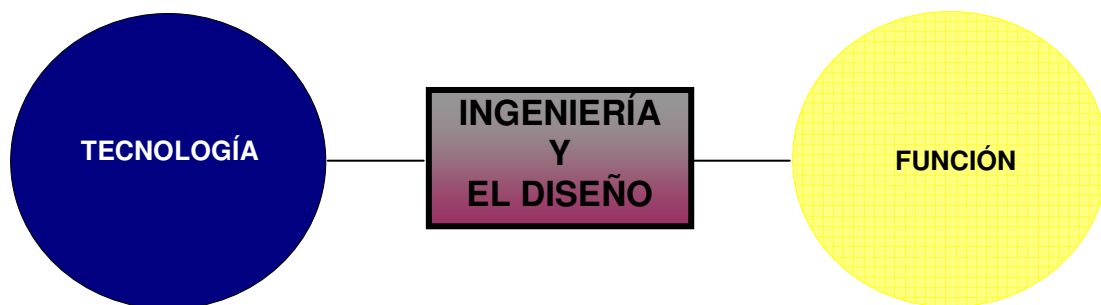 TECNOLOGÍA
INGENIERÍA
Y
EL DISEÑO
FUNCIÓN